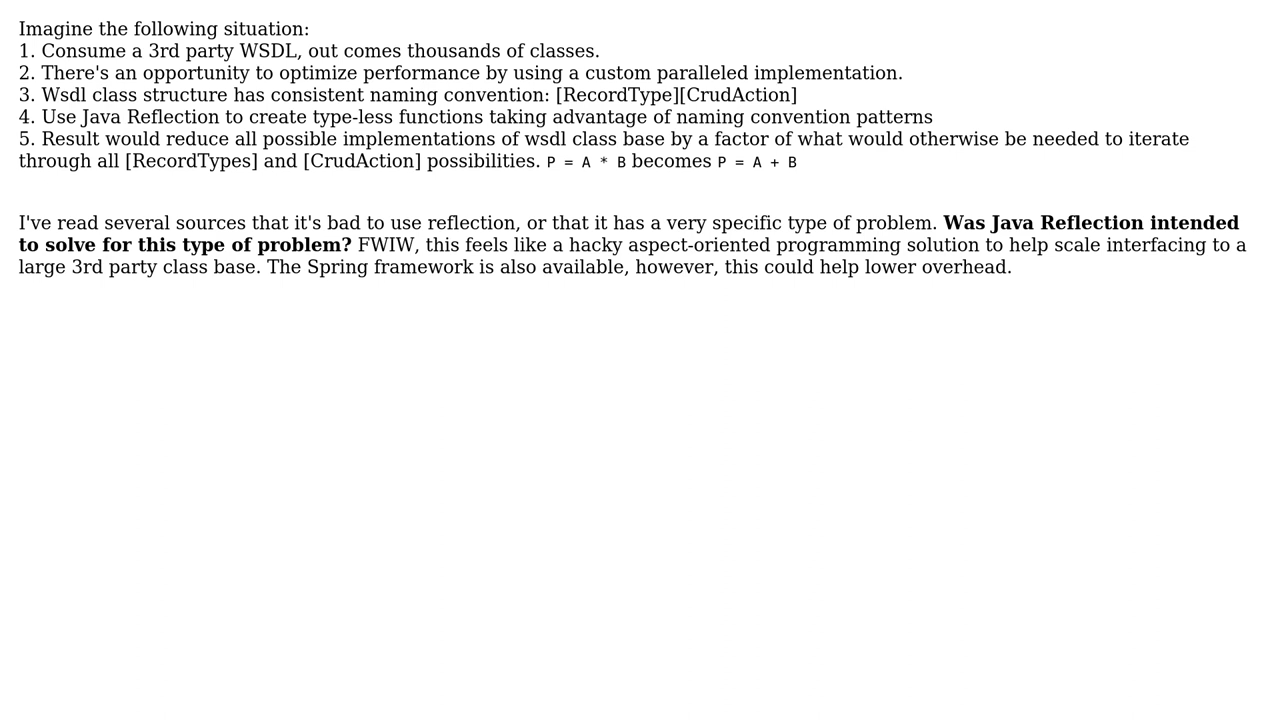 Imagine the following situation:
1. Consume a 3rd party WSDL, out comes thousands of classes.
2. There's an opportunity to optimize performance by using a custom paralleled implementation.
3. Wsdl class structure has consistent naming convention: [RecordType][CrudAction]
4. Use Java Reflection to create type-less functions taking advantage of naming convention patterns
5. Result would reduce all possible implementations of wsdl class base by a factor of what would otherwise be needed to iterate
through all [RecordTypes] and [CrudAction] possibilities. P = A * B becomes P = A + B
I've read several sources that it's bad to use reflection, or that it has a very specific type of problem. Was Java Reflection intended
to solve for this type of problem? FWIW, this feels like a hacky aspect-oriented programming solution to help scale interfacing to a
large 3rd party class base. The Spring framework is also available, however, this could help lower overhead.